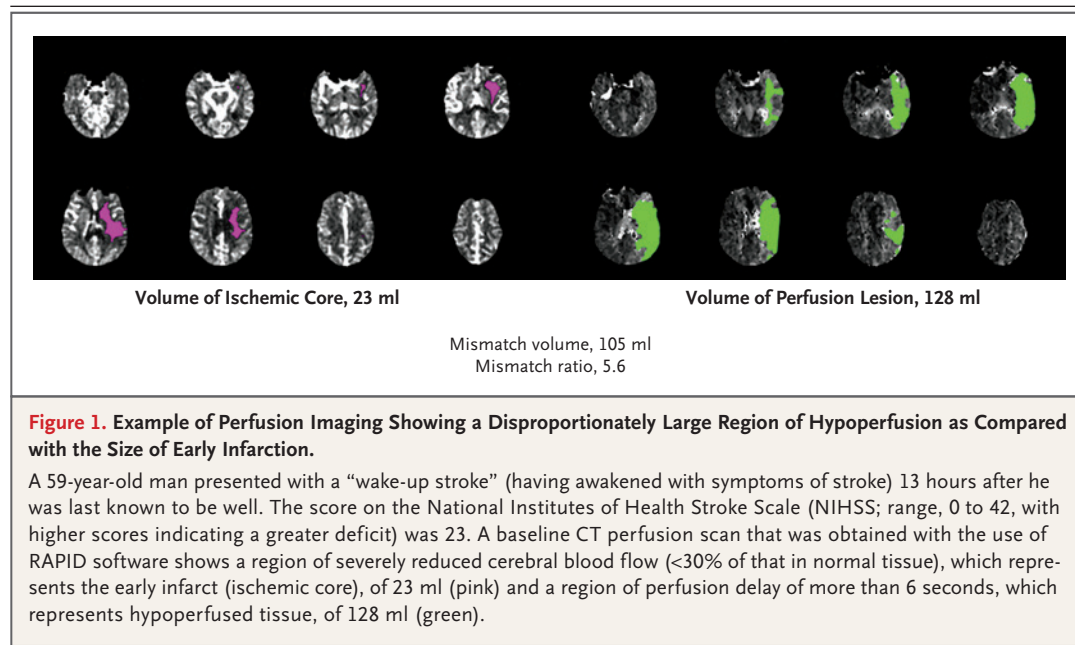 Volume of Ischemic Core, 23 ml
Volume of Perfusion Lesion, 128 ml
Mismatch volume, 105 ml
Mismatch ratio, 5.6
Figure 1. Example of Perfusion Imaging Showing a Disproportionately Large Region of Hypoperfusion as Compared
with the Size of Early Infarction.
A 59-year-old man presented with a “wake-up stroke” (having awakened with symptoms of stroke) 13 hours after he
was last known to be well. The score on the National Institutes of Health Stroke Scale (NIHSS; range, 0 to 42, with
higher scores indicating a greater deficit) was 23. A baseline CT perfusion scan that was obtained with the use of
RAPID software shows a region of severely reduced cerebral blood flow (<30% of that in normal tissue), which repre-
sents the early infarct (ischemic core), of 23 ml (pink) and a region of perfusion delay of more than 6 seconds, which
represents hypoperfused tissue, of 128 ml (green).